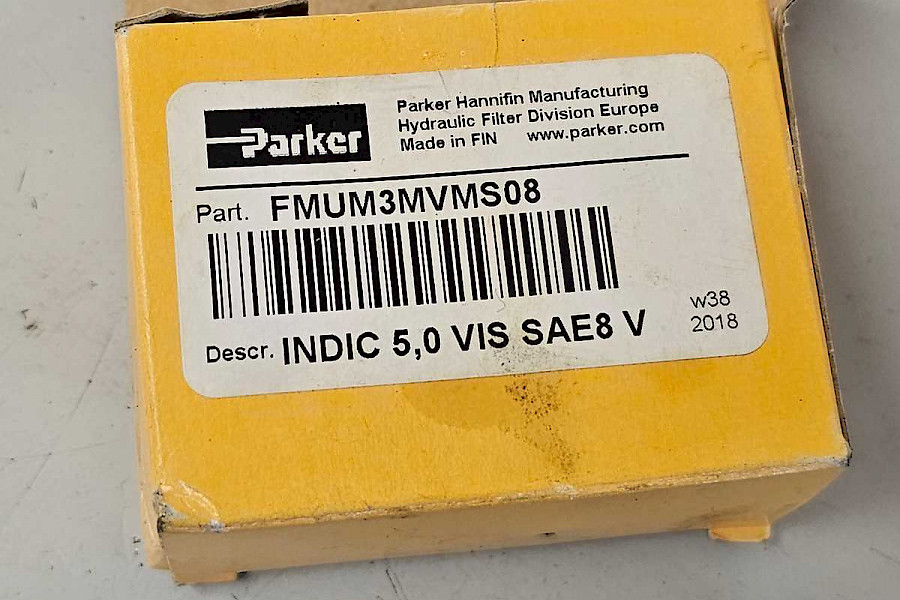 Parker
Parker Hannifin Manufacturing
Hydraulic Filter Division Europe
Made in FIN www.parker.com
Part. FMUM3MVMS08
Descr. INDIC 5,0 VIS SAE8 V
w38
2018